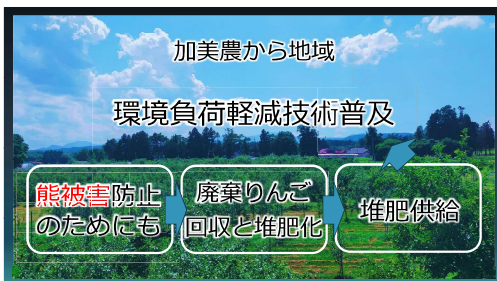 加美農から地域
環境負荷軽減技術普及
熊被害防止
のためにも
廃棄りんご
回収と堆肥化
堆肥供給